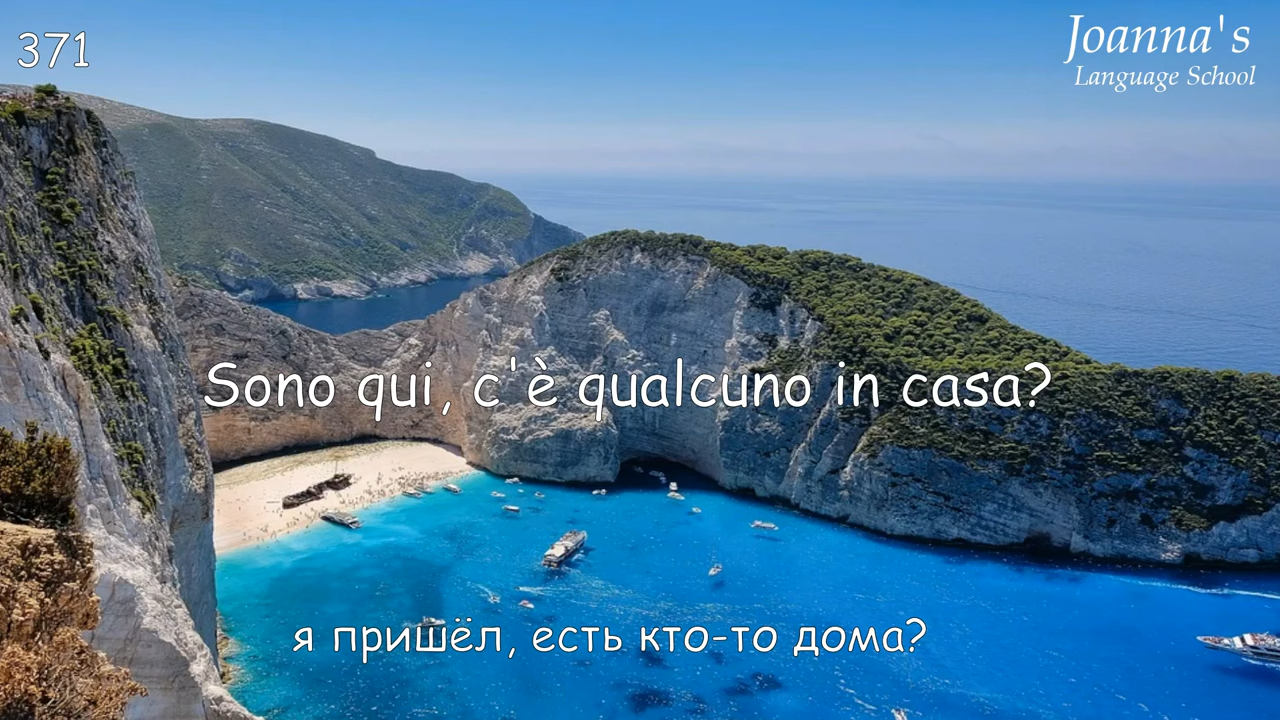 371
Joanna's
Language School
Sono qui, c'è qualcuno in casa?
я пришёл, есть кто-то дома?